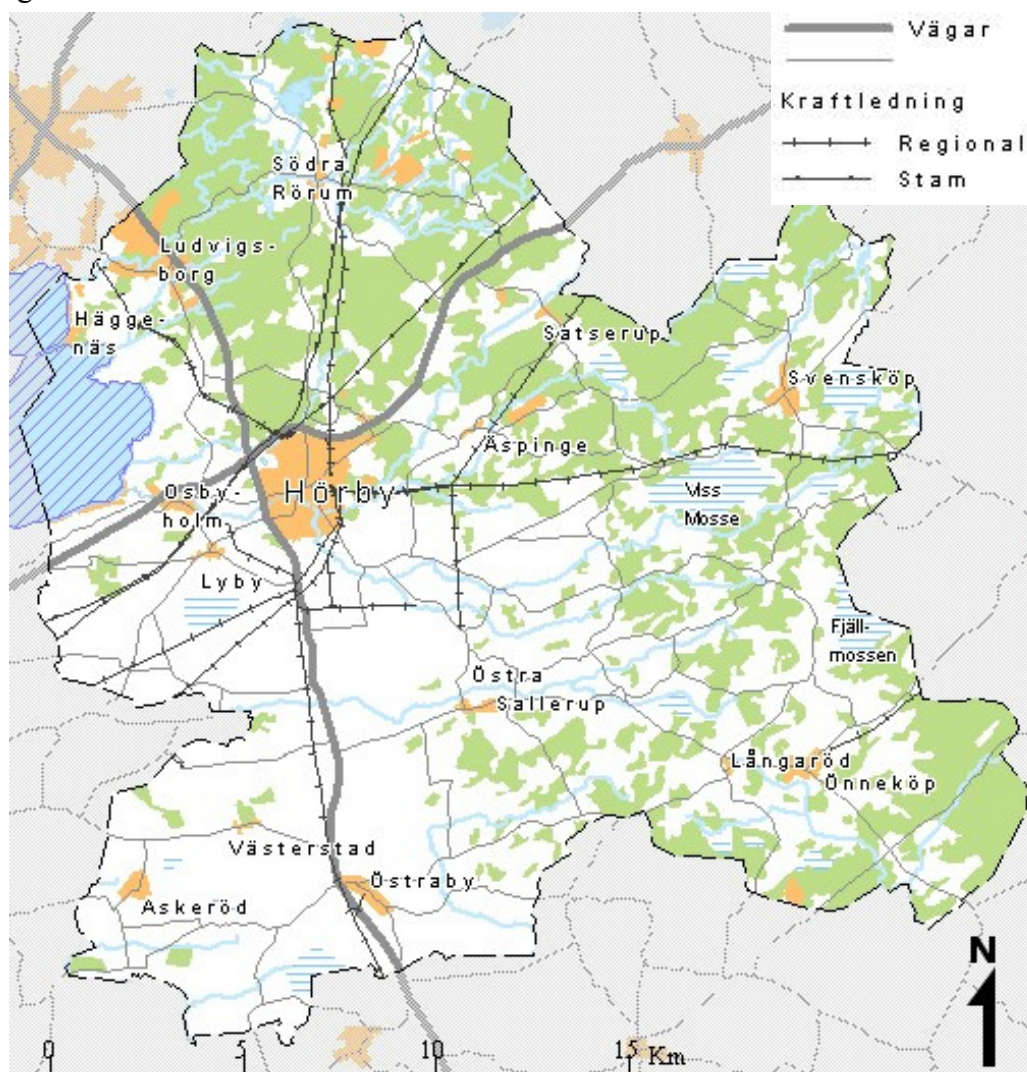 Vägar
Kraftledning
Regional
Stam
Södra
Rörum
Ludvigs-
borg
Hägge-
näs
Satserup
Svensköp
Äspinge
Hörby
Osby-
holm
Viss
Mosse
Lyby
Fjäll-
mossen
Östra
Sallerup
Långaröd
Önneköp
Västerstad
Östraby
Askeröd
N
0 5 10 15 Km